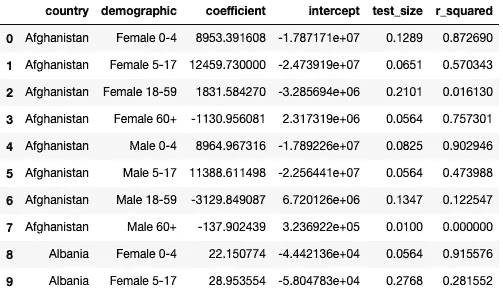 country demographic coefficient intercept test_size r_squared
0 Afghanistan Female 0-4 8953.391608 -1.787171e+07 0.1289 0.872690
1 Afghanistan Female 5-17 12459.730000 -2.473919e+07 0.0651 0.570343
2 Afghanistan Female 18-59 1831.584270 -3.285694e+06 0.2101 0.016130
3 Afghanistan Female 60+ -1130.956081 2.317319e+06 0.0564 0.757301
4 Afghanistan Male 0-4 8964.967316 -1.789226e+07 0.0825 0.902946
5 Afghanistan Male 5-17 11388.611498 -2.256441e+07 0.0564 0.473988
6 Afghanistan Male 18-59 -3129.849087 6.720126e+06 0.1347 0.122547
7 Afghanistan Male 60+ -137.902439 3.236922e+05 0.0100 0.000000
8 Albania Female 0-4 22.150774 -4.442136e+04 0.0564 0.915576
9 Albania Female 5-17 28.953554 -5.804783e+04 0.2768 0.281552